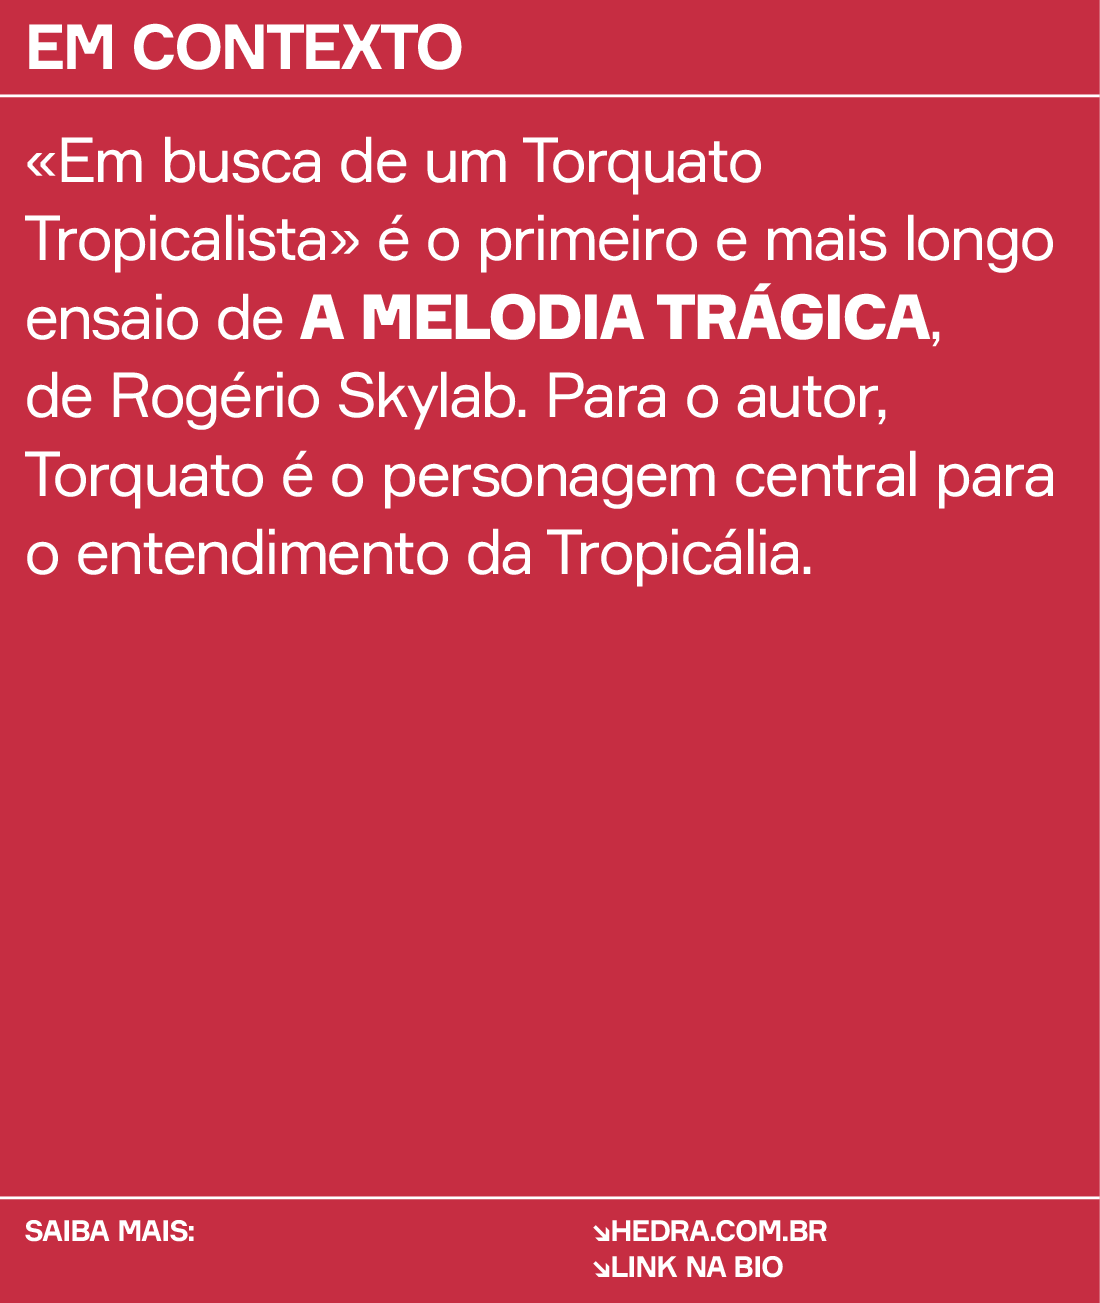 EM CONTEXTO
«Em busca de um Torquato
Tropicalista» é o primeiro e mais longo
ensaio de A MELODIA TRÁGICA,
de Rogério Skylab. Para o autor,
Torquato é o personagem central para
o entendimento da Tropicália.
SAIBA MAIS:
↘HEDRA.COM.BR
↘LINK NA BIO